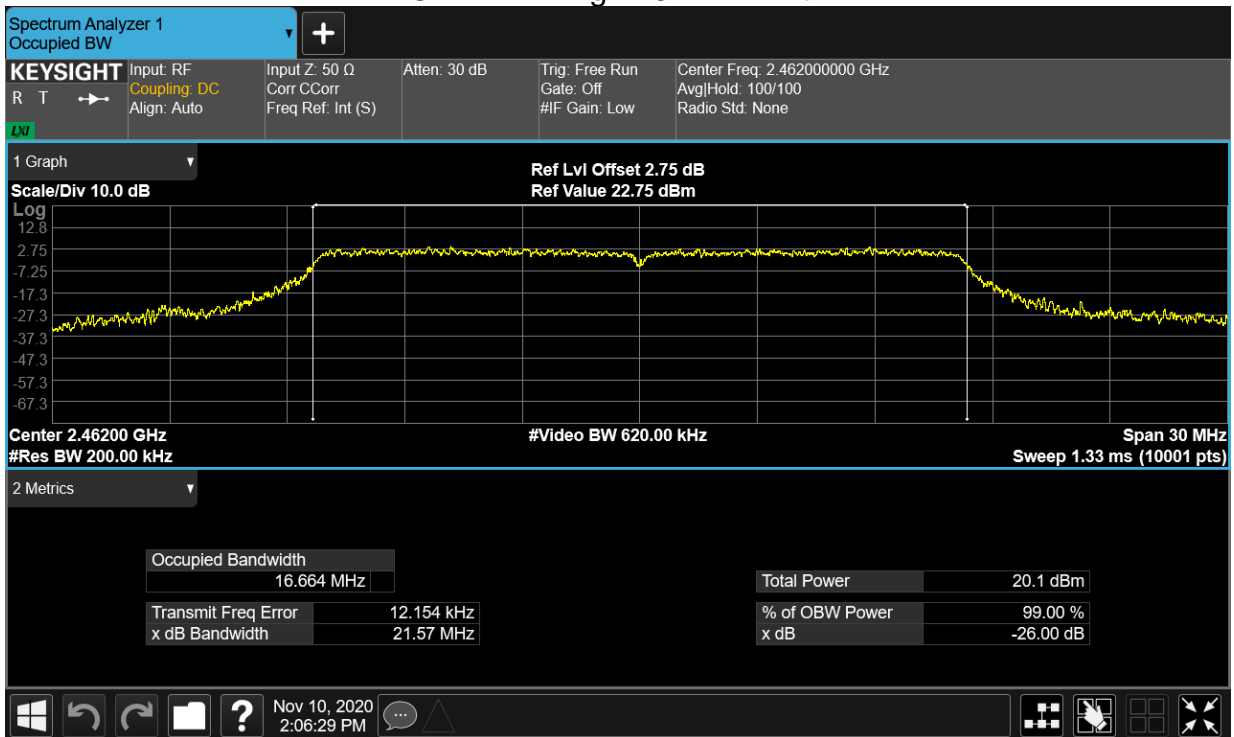 Spectrum Analyzer 1
Occupied BW
▼
+
KEYSIGHT
R T
LXI
Input: RF
Coupling: DC
Align: Auto
Input Z: 50 Ω
Corr CCorr
Freq Ref: Int (S)
Atten: 30 dB
Trig: Free Run
Gate: Off
#IF Gain: Low
Center Freq: 2.462000000 GHz
Avg|Hold: 100/100
Radio Std: None
1 Graph ▼
Ref Lvl Offset 2.75 dB
Scale/Div 10.0 dB Ref Value 22.75 dBm
Log
12.8
2.75
-7.25
-17.3
-27.3
-37.3
-47.3
-57.3
-67.3
Center 2.46200 GHz #Video BW 620.00 kHz Span 30 MHz
#Res BW 200.00 kHz Sweep 1.33 ms (10001 pts)
2 Metrics ▼
Occupied Bandwidth
16.664 MHz
Transmit Freq Error 12.154 kHz
x dB Bandwidth 21.57 MHz
Total Power 20.1 dBm
% of OBW Power 99.00 %
x dB -26.00 dB
?
Nov 10, 2020
2:06:29 PM